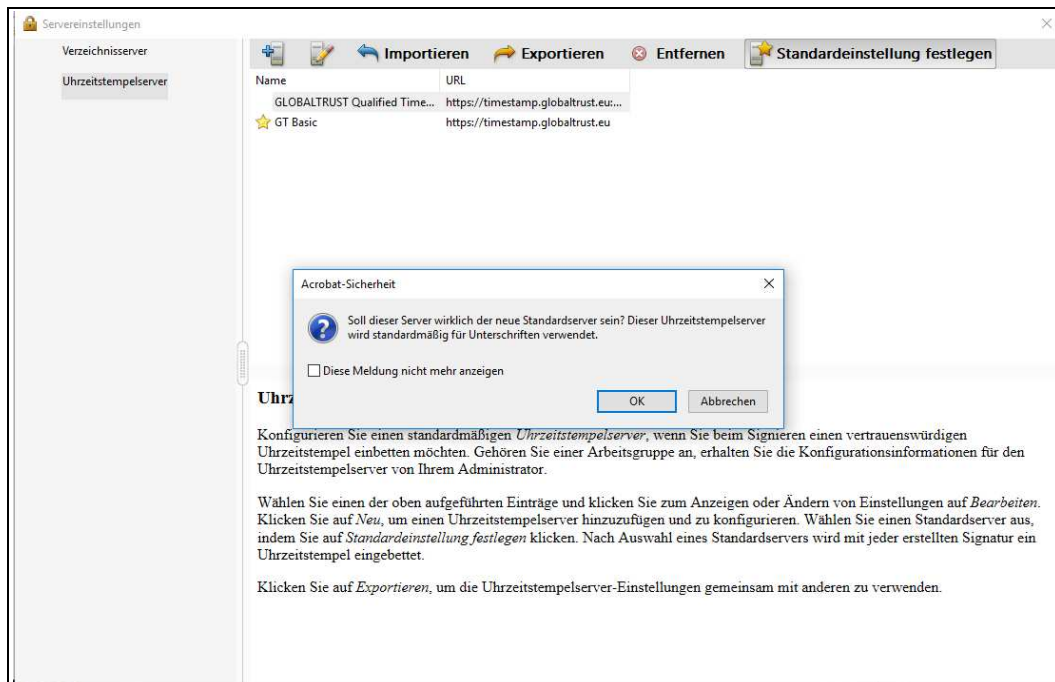 Servereinstellungen
Verzeichnisserver
Uhrzeitstempelserver
Importieren Exportieren Entfernen Standardeinstellung festlegen
Name URL
GLOBALTRUST Qualified Time... https://timestamp.globaltrust.eu:...
GT Basic https://timestamp.globaltrust.eu
Acrobat-Sicherheit
Soll dieser Server wirklich der neue Standardserver sein? Dieser Uhrzeitstempelserver
wird standardmäßig für Unterschriften verwendet.
Diese Meldung nicht mehr anzeigen
OK Abbrechen
Konfigurieren Sie einen standardmäßigen Uhrzeitstempelserver, wenn Sie beim Signieren einen vertrauenswürdigen
Uhrzeitstempel einbetten möchten. Gehören Sie einer Arbeitsgruppe an, erhalten Sie die Konfigurationsinformationen für den
Uhrzeitstempelserver von Ihrem Administrator.
Wählen Sie einen der oben aufgeführten Einträge und klicken Sie zum Anzeigen oder Ändern von Einstellungen auf Bearbeiten.
Klicken Sie auf Neu, um einen Uhrzeitstempelserver hinzuzufügen und zu konfigurieren. Wählen Sie einen Standardserver aus,
indem Sie auf Standardeinstellung festlegen klicken. Nach Auswahl eines Standardservers wird mit jeder erstellten Signatur ein
Uhrzeitstempel eingebettet.
Klicken Sie auf Exportieren, um die Uhrzeitstempelserver-Einstellungen gemeinsam mit anderen zu verwenden.